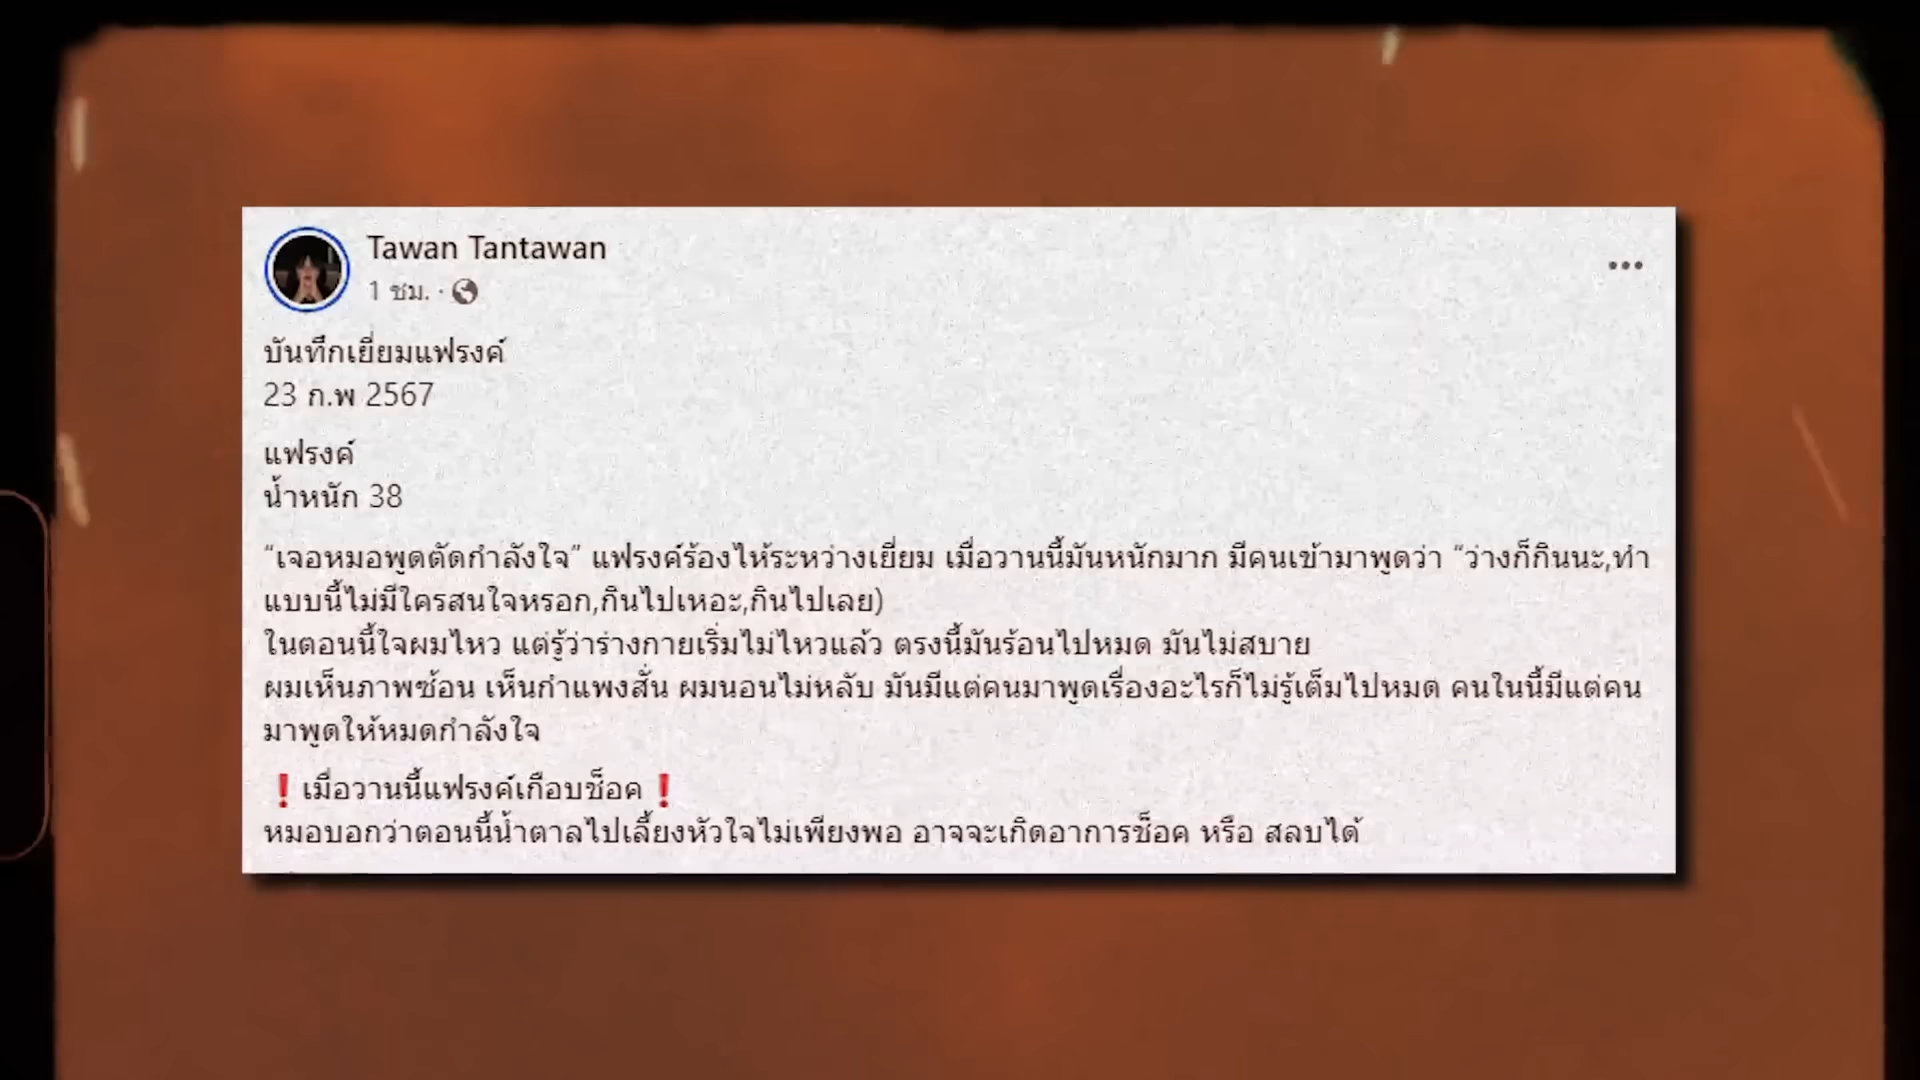 Tawan Tantawan
1 ชม. ·
บันทึกเยี่ยมแฟรงค์
23 ก.พ 2567
แฟรงค์
น้ำหนัก 38
“เจอหมอพูดตัดกำลังใจ” แฟรงค์ร้องไห้ระหว่างเยี่ยม เมื่อวานนี้มันหนักมาก มีคนเข้ามาพูดว่า “ว่างก็กินนะ,ทำ
แบบนี้ไม่มีใครสนใจหรอก,กินไปเหอะ,กินไปเลย)
ในตอนนี้ใจผมไหว แต่รู้ว่าร่างกายเริ่มไม่ไหวแล้ว ตรงนี้มันร้อนไปหมด มันไม่สบาย
ผมเห็นภาพซ้อน เห็นกำแพงสั่น ผมนอนไม่หลับ มันมีแต่คนมาพูดเรื่องอะไรก็ไม่รู้เต็มไปหมด คนในนี้มีแต่คน
มาพูดให้หมดกำลังใจ
❗เมื่อวานนี้แฟรงค์เกือบช็อค❗
หมอบอกว่าตอนนี้น้ำตาลไปเลี้ยงหัวใจไม่เพียงพอ อาจจะเกิดอาการช็อค หรือ สลบได้